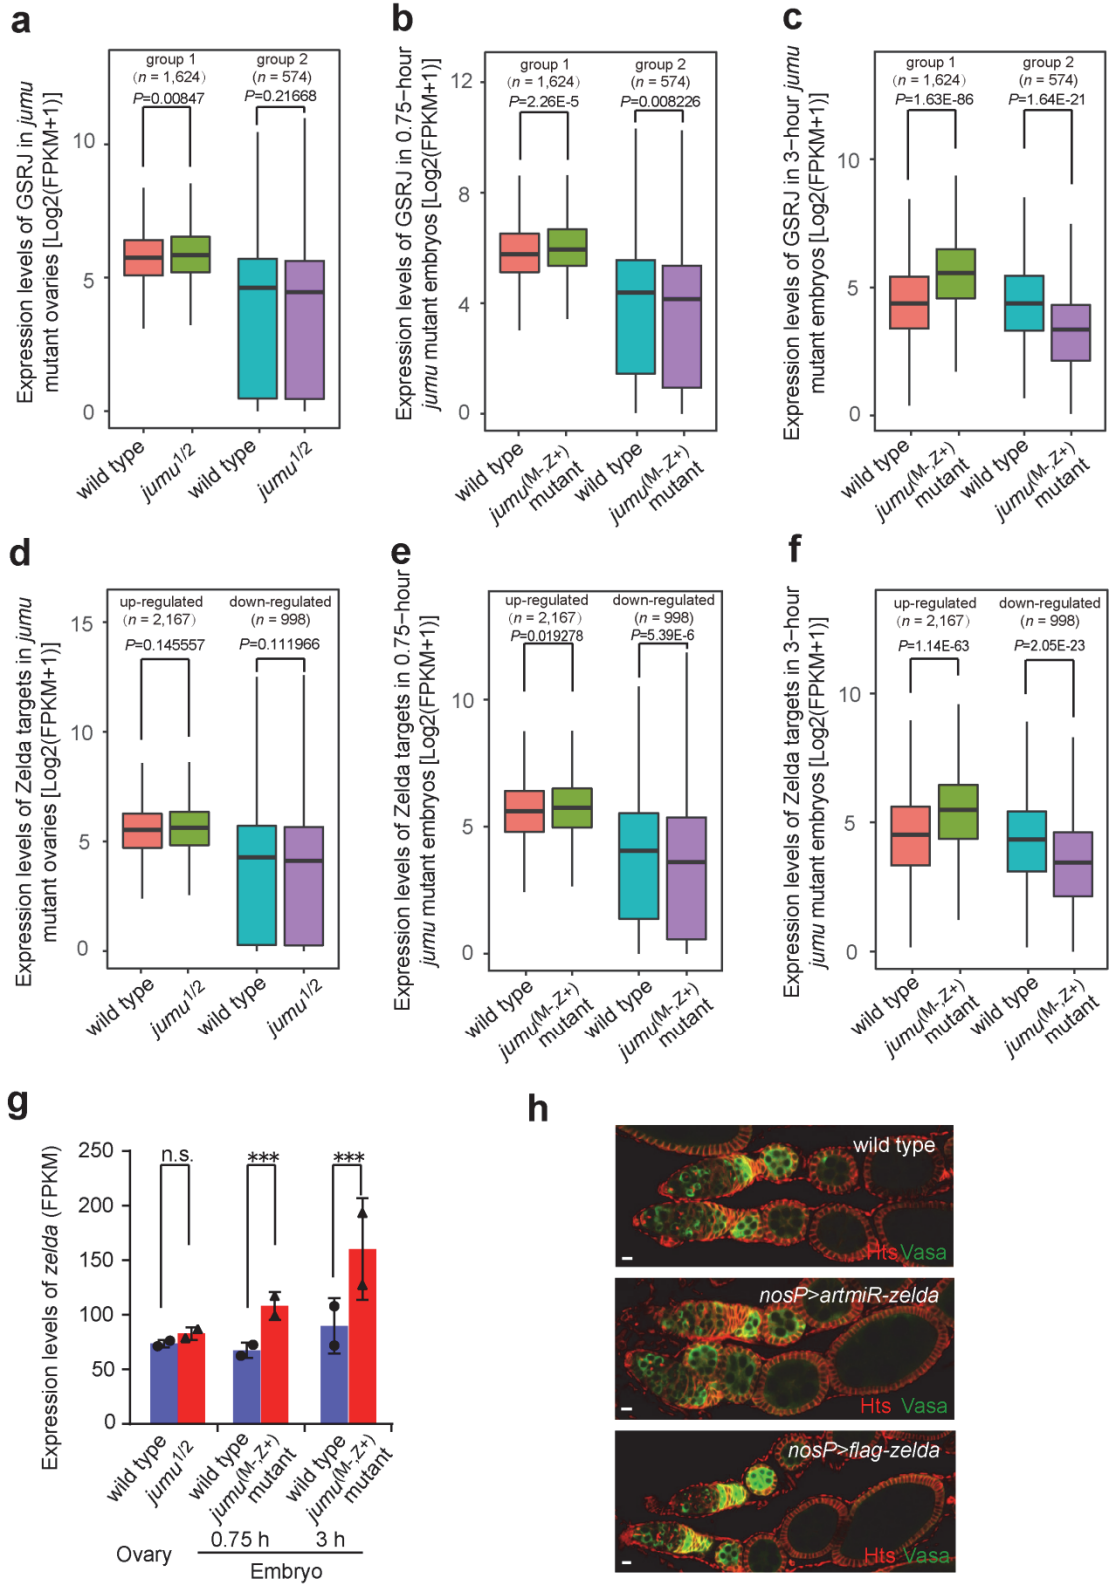 a
Expression levels of GSRJ in jumu
mutant ovaries [Log2(FPKM+1)]
group 1
(n = 1,624)
P=0.00847
group 2
(n = 574)
P=0.21668
10
5
0
wild type
jumu1/2
wild type
jumu1/2
b
Expression levels of GSRJ in 0.75−hour
jumu mutant embryos [Log2(FPKM+1)]
group 1
(n = 1,624)
P=2.26E-5
group 2
(n = 574)
P=0.008226
12
8
4
0
wild type
jumu(M-,Z+)
mutant
wild type
jumu(M-,Z+)
mutant
c
Expression levels of GSRJ in 3−hour jumu
mutant embryos [Log2(FPKM+1)]
group 1
(n = 1,624)
P=1.63E-86
group 2
(n = 574)
P=1.64E-21
10
5
0
wild type
jumu(M-,Z+)
mutant
wild type
jumu(M-,Z+)
mutant
d
Expression levels of Zelda targets in jumu
mutant ovaries [Log2(FPKM+1)]
up-regulated
(n = 2,167)
P=0.145557
down-regulated
(n = 998)
P=0.111966
15
10
5
0
wild type
jumu1/2
wild type
jumu1/2
e
Expression levels of Zelda targets in 0.75−hour
jumu mutant embryos [Log2(FPKM+1)]
up-regulated
(n = 2,167)
P=0.019278
down-regulated
(n = 998)
P=5.39E-6
10
5
0
wild type
jumu(M-,Z+)
mutant
wild type
jumu(M-,Z+)
mutant
f
Expression levels of Zelda targets in 3−hour
jumu mutant embryos [Log2(FPKM+1)]
up-regulated
(n = 2,167)
P=1.14E-63
down-regulated
(n = 998)
P=2.05E-23
10
5
0
wild type
jumu(M-,Z+)
mutant
wild type
jumu(M-,Z+)
mutant
g
Expression levels of zelda (FPKM)
250
200
150
100
50
0
n.s.
***
***
wild type
jumu1/2
wild type
jumu(M-,Z+)
mutant
wild type
jumu(M-,Z+)
mutant
Ovary
0.75 h
3 h
Embryo
h
wild type
Hts Vasa
nosP>artmiR-zelda
Hts Vasa
nosP>flag-zelda
Hts Vasa